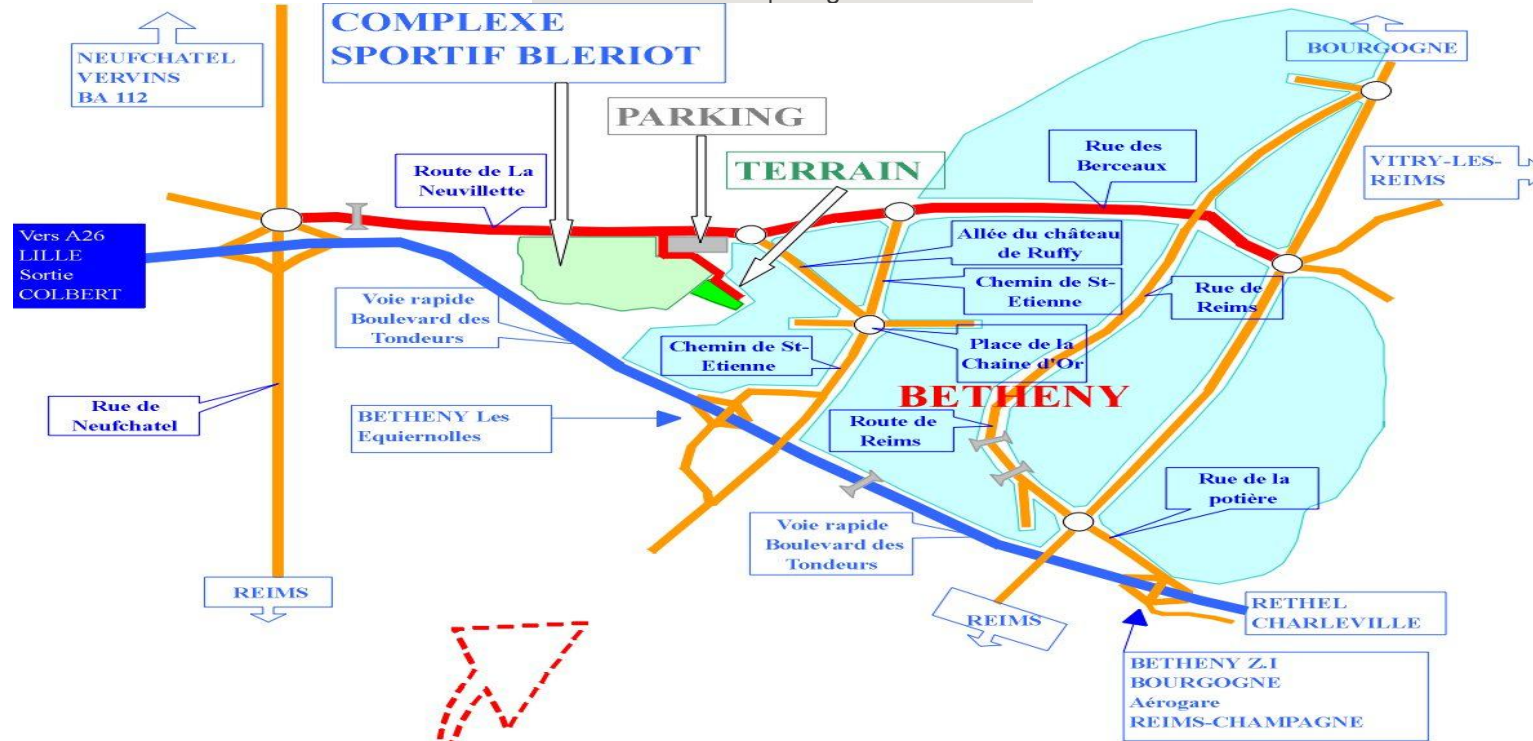 COMPLEXE
SPORTIF BLERIOT
NEUFCHATEL
VERVINS
BA 112
BOURGOGNE
PARKING
TERRAIN
Route de La
Neuvillette
Rue des
Berceaux
VITRY-LES-
REIMS
Vers A26
LILLE
Sortie
COLBERT
Allée du château
de Ruffy
Chemin de St-
Etienne
Rue de
Reims
Voie rapide
Boulevard des
Tondeurs
Chemin de St-
Etienne
Place de la
Chaine d'Or
BETHENY
Rue de
Neufchatel
BETHENY Les
Equiernolles
Route de
Reims
Rue de la
potière
Voie rapide
Boulevard des
Tondeurs
REIMS
REIMS
RETHEL
CHARLEVILLE
BETHENY Z.I
BOURGOGNE
Aérogare
REIMS-CHAMPAGNE